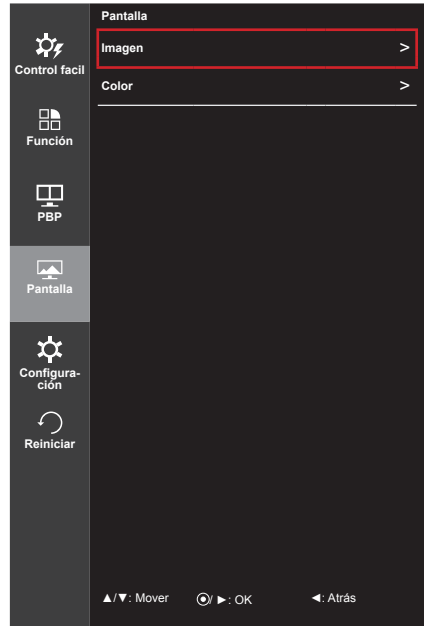 Pantalla
Imagen >
Color >
Control facil
Función
PBP
Pantalla
Configura-
ción
Reiniciar
▲/▼: Mover ◉/ ►: OK ◄: Atrás